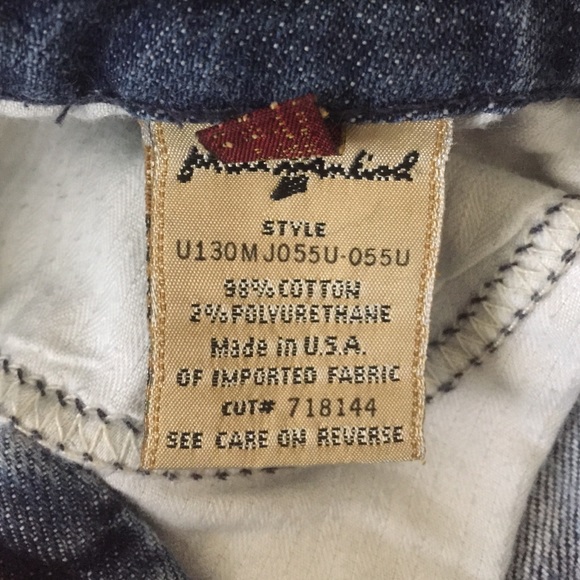 STYLE
U130MJ055U-055U
98% COTTON
2% POLYURETHANE
Made in U.S.A.
OF IMPORTED FABRIC
CUT# 718144
SEE CARE ON REVERSE